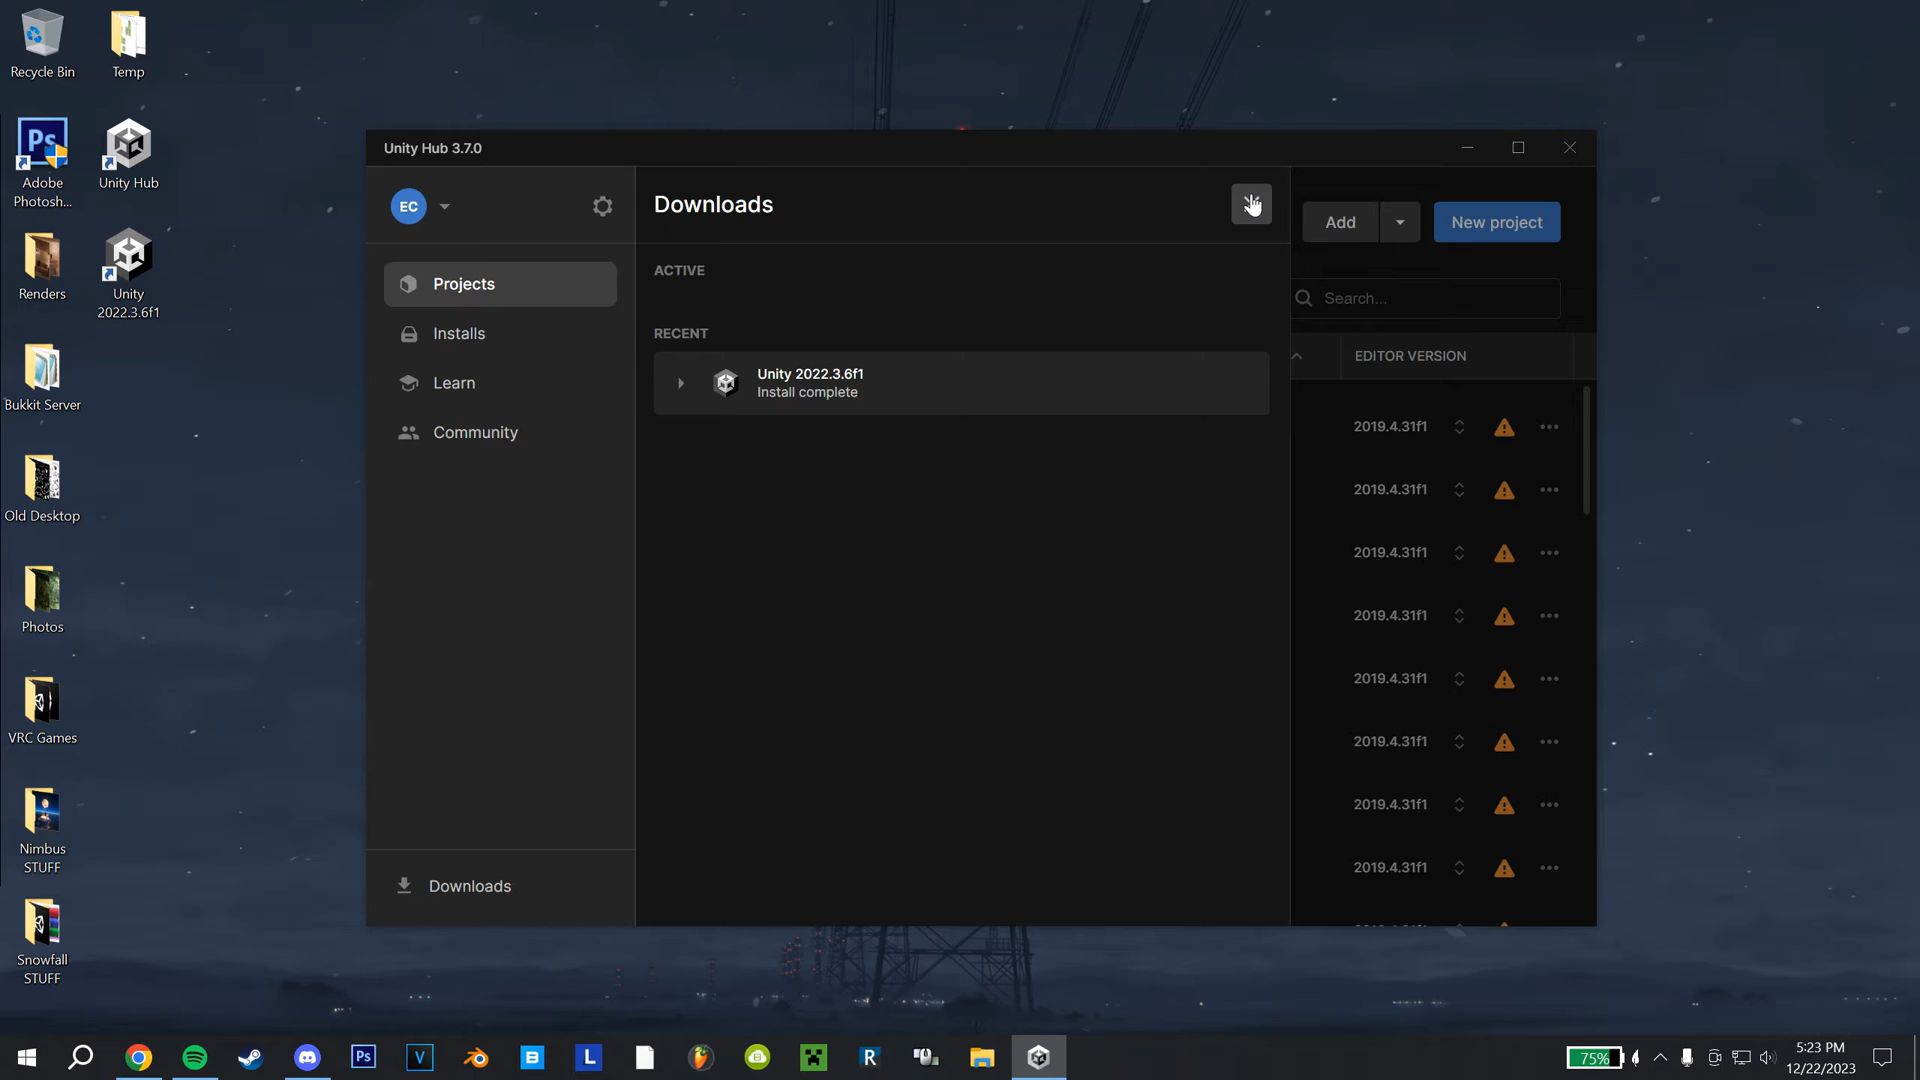 Recycle Bin
Temp
Ps
Adobe
Photosh...
Unity Hub
Renders
Unity
2022.3.6f1
Bukkit Server
Old Desktop
Photos
VRC Games
Nimbus
STUFF
Snowfall
STUFF
Unity Hub 3.7.0
EC
Projects
Installs
Learn
Community
Downloads
Downloads
ACTIVE
RECENT
Unity 2022.3.6f1
Install complete
Add
New project
Search...
EDITOR VERSION
2019.4.31f1
2019.4.31f1
2019.4.31f1
2019.4.31f1
2019.4.31f1
2019.4.31f1
2019.4.31f1
2019.4.31f1
Ps
V
B
L
R
75%
5:23 PM
12/22/2023